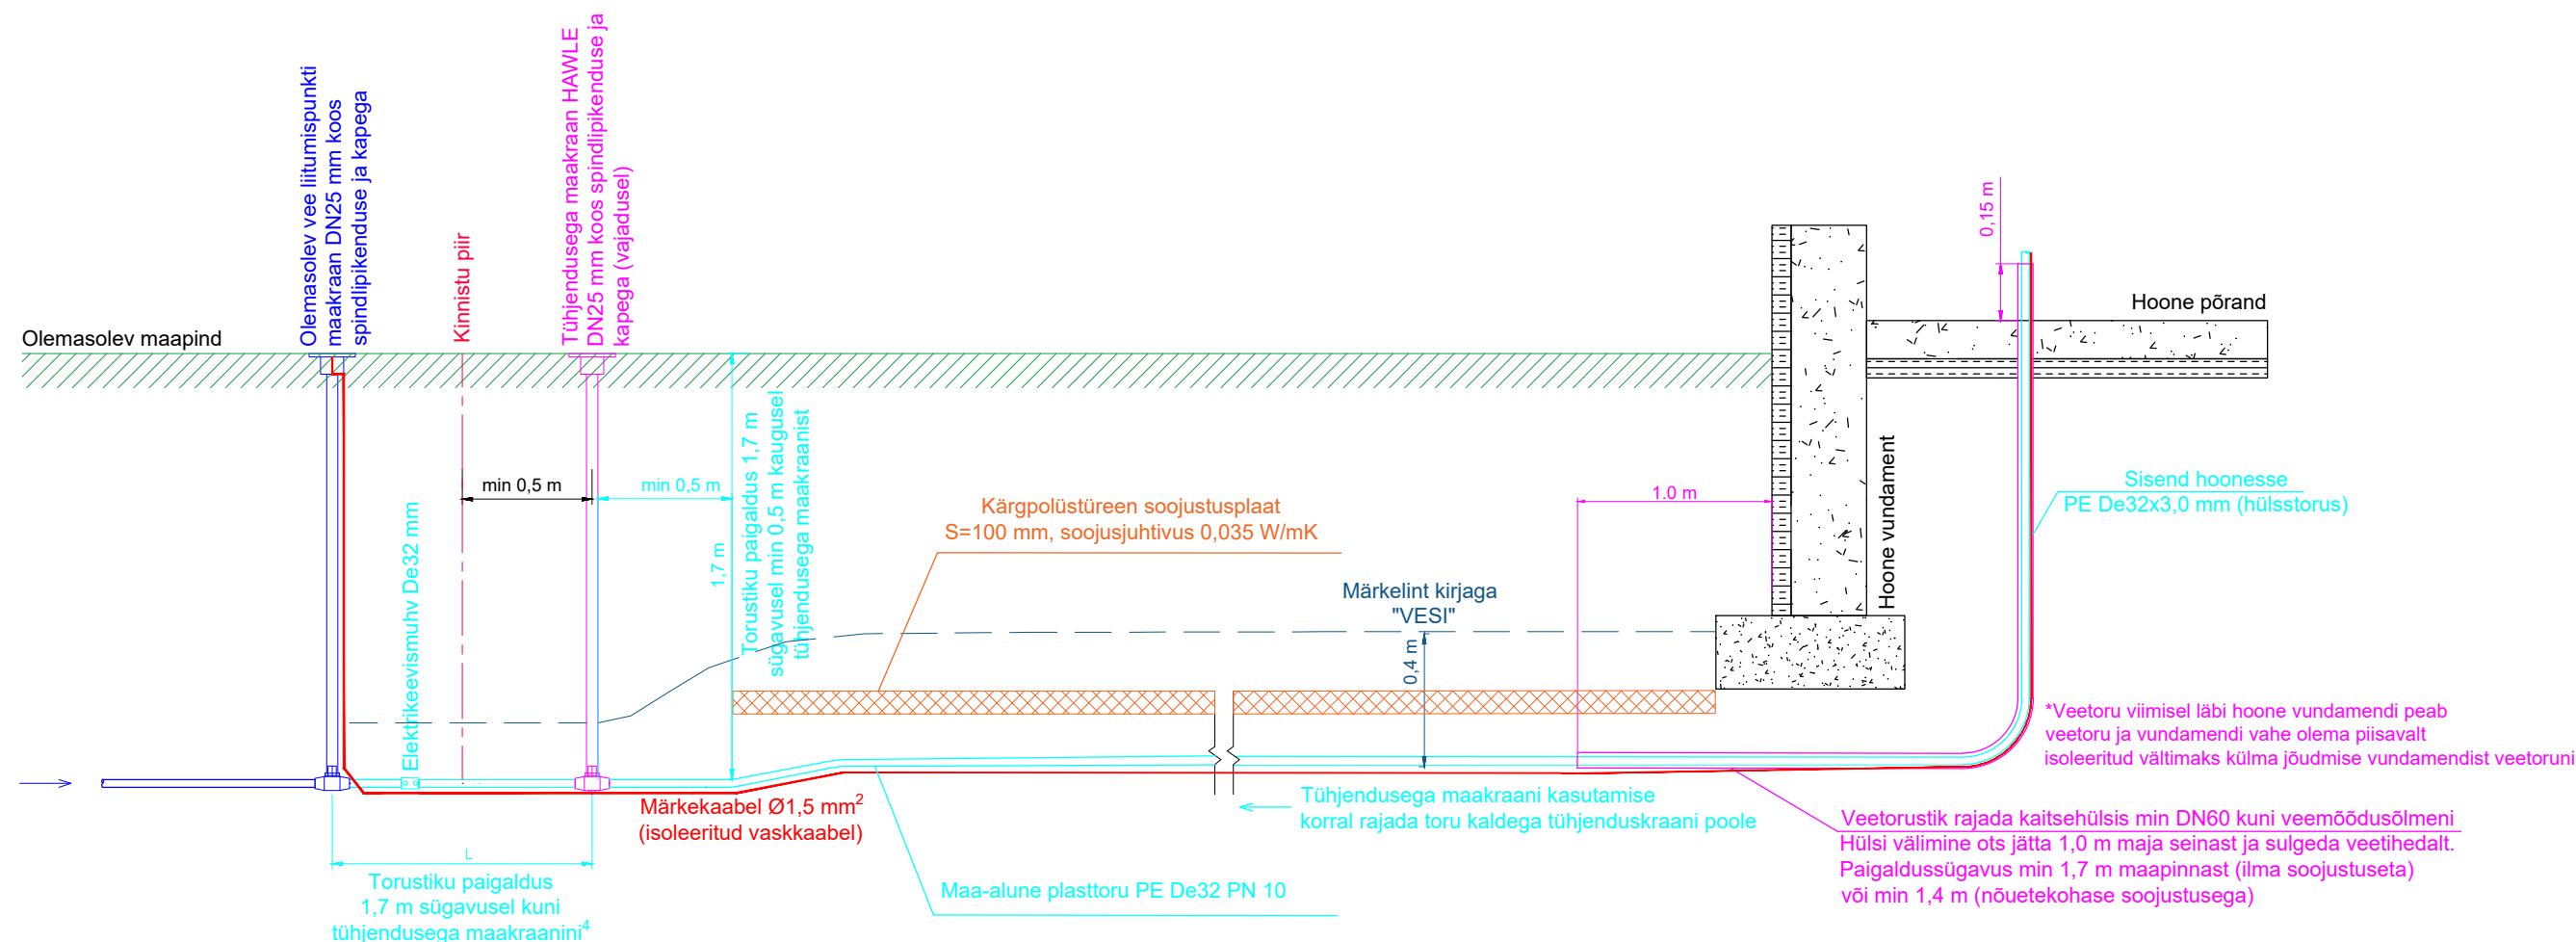 Olemasolev maapind
Olemasolev vee liitumispunkti
maakraan DN25 mm koos
spindlipikenduse ja kapega
Kinnistu piir
Tühjendusega maakraan HAWLE
DN25 mm koos spindlipikenduse ja
kapega (vajadusel)
min 0,5 m
min 0,5 m
Elektrikeevismuhv De32 mm
1,7 m
Torustiku paigaldus 1,7 m
sügavusel min 0,5 m kaugusel
tühjendusega maakraanist
Kärgpolüstüreen soojustusplaat
S=100 mm, soojusjuhtivus 0,035 W/mK
Märkelint kirjaga
"VESI"
0,4 m
1.0 m
Hoone vundament
0,15 m
Hoone põrand
Sisend hoonesse
PE De32x3,0 mm (hülsstorus)
*Veetoru viimisel läbi hoone vundamendi peab
veetoru ja vundamendi vahe olema piisavalt
isoleeritud vältimaks külma jõudmise vundamendist veetoruni
Märkekaabel Ø1,5 mm²
(isoleeritud vaskkaabel)
Tühjendusega maakraani kasutamise
korral rajada toru kaldega tühjenduskraani poole
Veetorustik rajada kaitsehülsis min DN60 kuni veemõõdusõlmeni
Hülsi välimine ots jätta 1,0 m maja seinast ja sulgeda veetihedalt.
Paigaldussügavus min 1,7 m maapinnast (ilma soojustuseta)
või min 1,4 m (nõuetekohase soojustusega)
L
Torustiku paigaldus
1,7 m sügavusel kuni
tühjendusega maakraanini⁴
Maa-alune plasttoru PE De32 PN 10